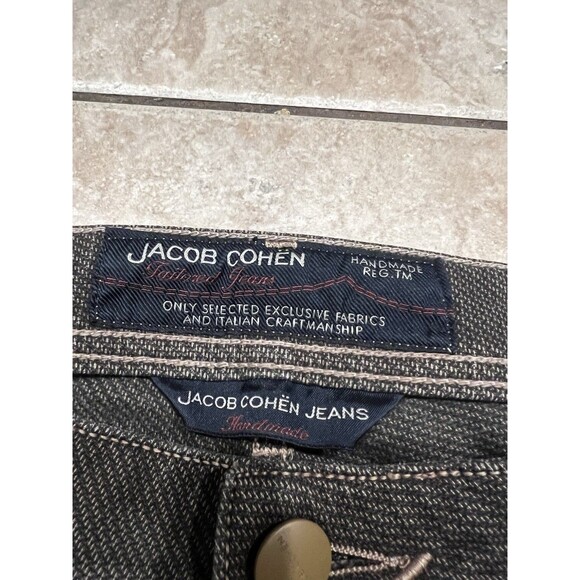 JACOB COHËN
HANDMADE
REG.TM
Tailored Jeans
ONLY SELECTED EXCLUSIVE FABRICS
AND ITALIAN CRAFTMANSHIP
JACOB COHËN JEANS
Handmade